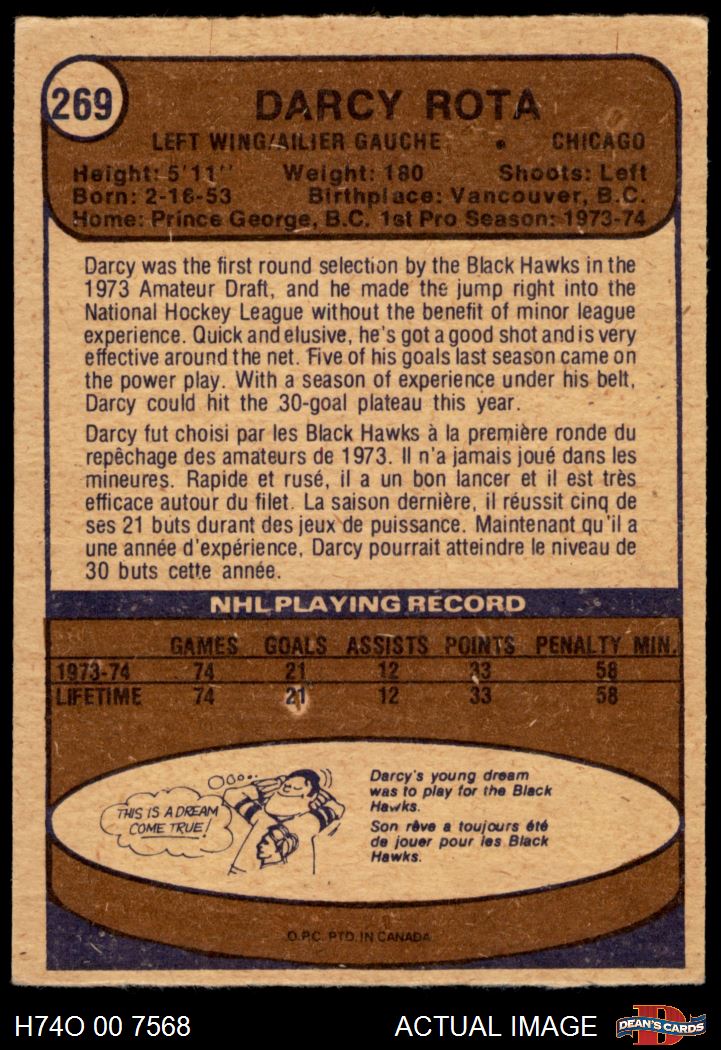 269
DARCY ROTA
LEFT WING/AILIER GAUCHE • CHICAGO
Height: 5'11" Weight: 180 Shoots: Left
Born: 2-16-53 Birthplace: Vancouver, B.C.
Home: Prince George, B.C. 1st Pro Season: 1973-74
Darcy was the first round selection by the Black Hawks in the
1973 Amateur Draft, and he made the jump right into the
National Hockey League without the benefit of minor league
experience. Quick and elusive, he's got a good shot and is very
effective around the net. Five of his goals last season came on
the power play. With a season of experience under his belt,
Darcy could hit the 30-goal plateau this year.
Darcy fut choisi par les Black Hawks à la première ronde du
repêchage des amateurs de 1973. Il n'a jamais joué dans les
mineures. Rapide et rusé, il a un bon lancer et il est très
efficace autour du filet. La saison dernière, il réussit cinq de
ses 21 buts durant des jeux de puissance. Maintenant qu'il a
une année d'expérience, Darcy pourrait atteindre le niveau de
30 buts cette année.
NHL PLAYING RECORD
GAMES GOALS ASSISTS POINTS PENALTY MIN.
1973-74 74 21 12 33 58
LIFETIME 74 21 12 33 58
THIS IS A DREAM
COME TRUE!
Darcy's young dream
was to play for the Black
Hawks.
Son rêve a toujours été
de jouer pour les Black
Hawks.
O.P.C. PTD. IN CANADA
H74O 00 7568 ACTUAL IMAGE DEAN'S CARDS